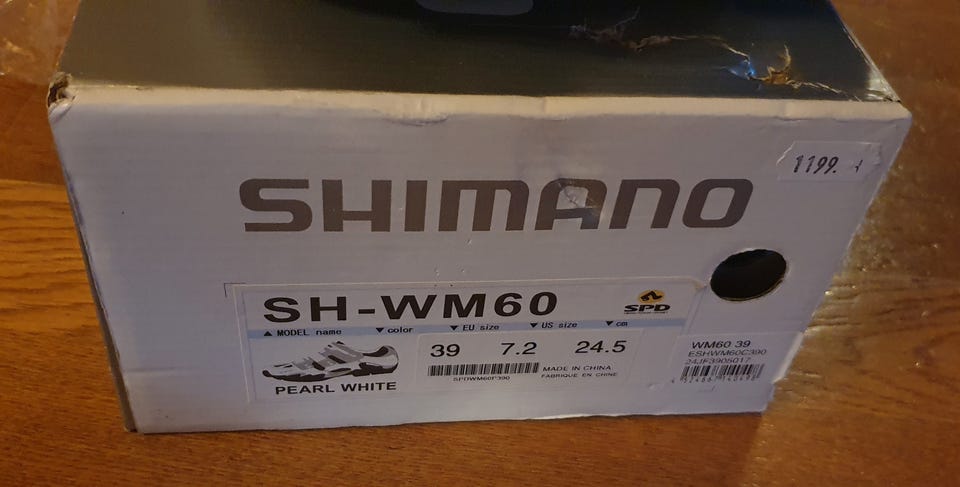 1199.
SHIMANO
SH-WM60
SPD
▲ MODEL name ▼ color ▼ EU size ▼ US size ▼ cm
39 7.2 24.5
PEARL WHITE
MADE IN CHINA
FABRIQUE EN CHINE
WM60 39
ESHWM60C390
24JF3905017